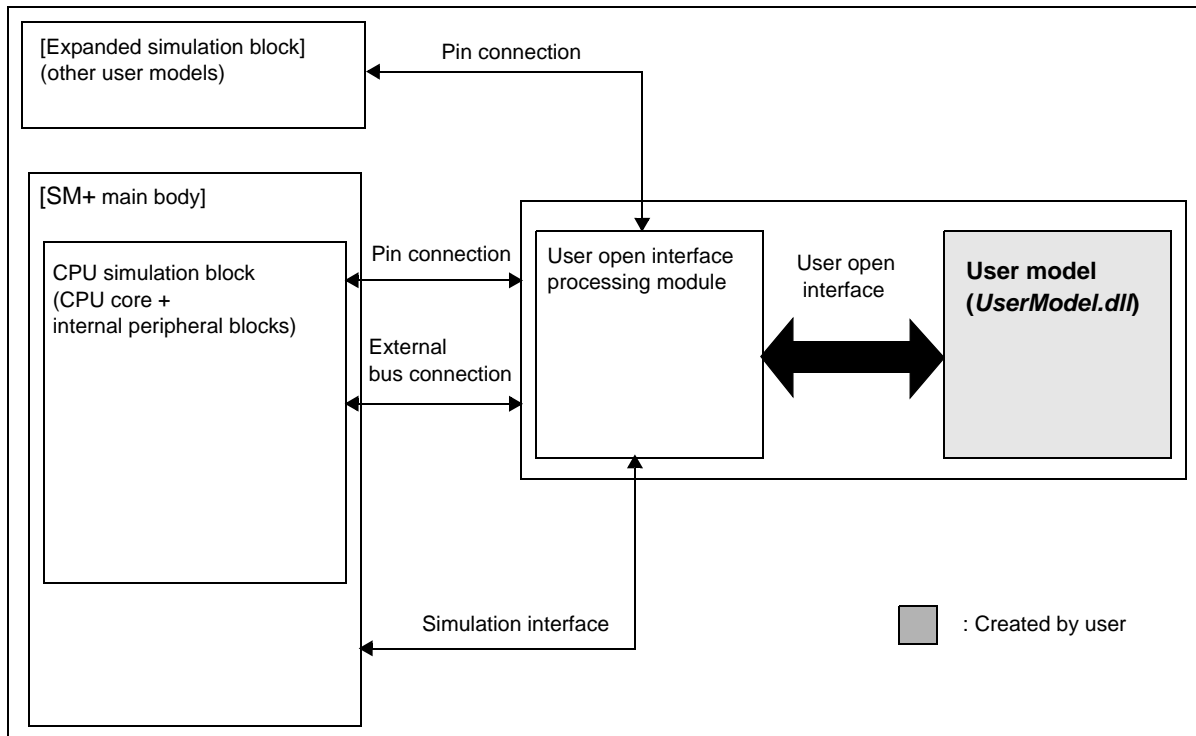 [Expanded simulation block]
(other user models)
Pin connection
[SM+ main body]
CPU simulation block
(CPU core +
internal peripheral blocks)
Pin connection
External
bus connection
User open interface
processing module
User open
interface
User model
(UserModel.dll)
Simulation interface
: Created by user